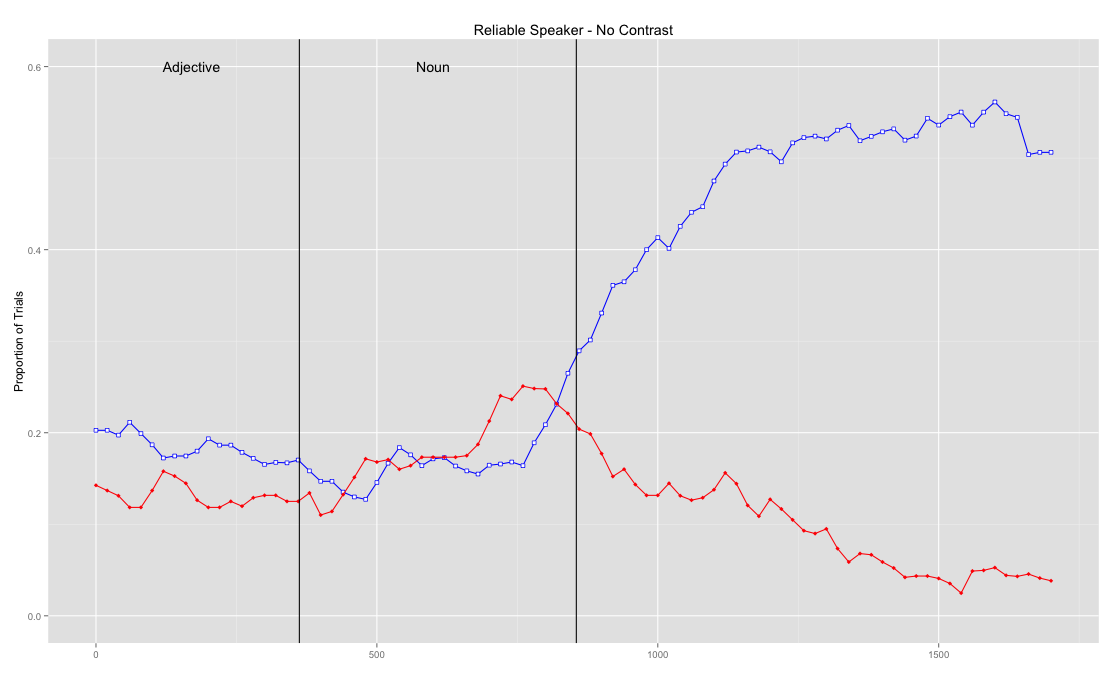 Reliable Speaker - No Contrast
Adjective
Noun
Proportion of Trials
0.6
0.4
0.2
0.0
0
500
1000
1500